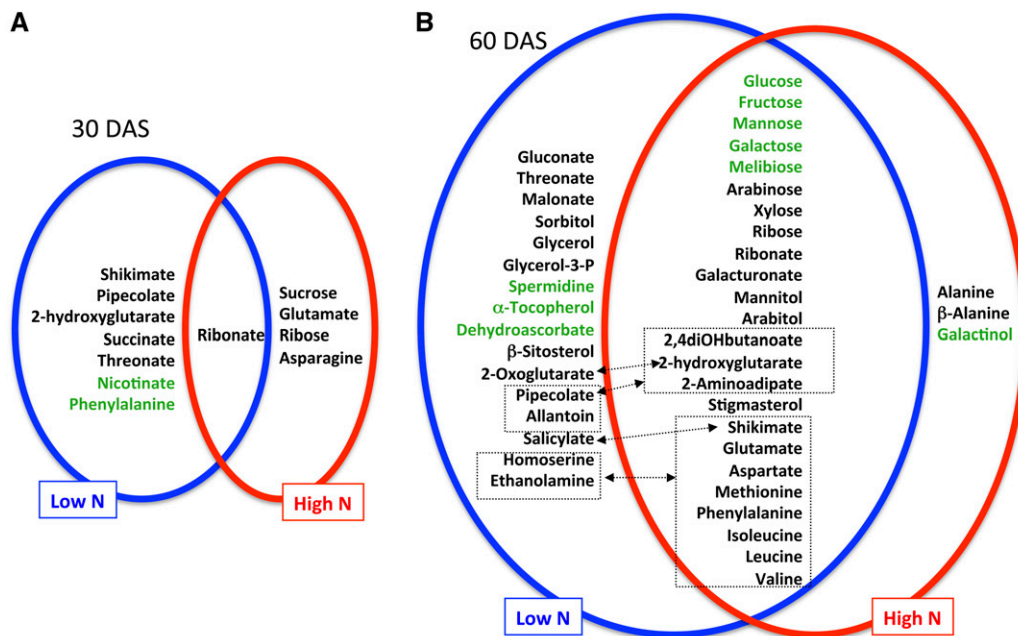 A
30 DAS
Shikimate
Pipecolate
2-hydroxyglutarate
Succinate
Threonate
Nicotinate
Phenylalanine
Ribonate
Sucrose
Glutamate
Ribose
Asparagine
Low N
High N
B
60 DAS
Gluconate
Threonate
Malonate
Sorbitol
Glycerol
Glycerol-3-P
Spermidine
α-Tocopherol
Dehydroascorbate
β-Sitosterol
2-Oxoglutarate
Pipecolate
Allantoin
Salicylate
Homoserine
Ethanolamine
Glucose
Fructose
Mannose
Galactose
Melibiose
Arabinose
Xylose
Ribose
Ribonate
Galacturonate
Mannitol
Arabitol
2,4diOHbutanoate
2-hydroxyglutarate
2-Aminoadipate
Stigmasterol
Shikimate
Glutamate
Aspartate
Methionine
Phenylalanine
Isoleucine
Leucine
Valine
Alanine
β-Alanine
Galactinol
Low N
High N